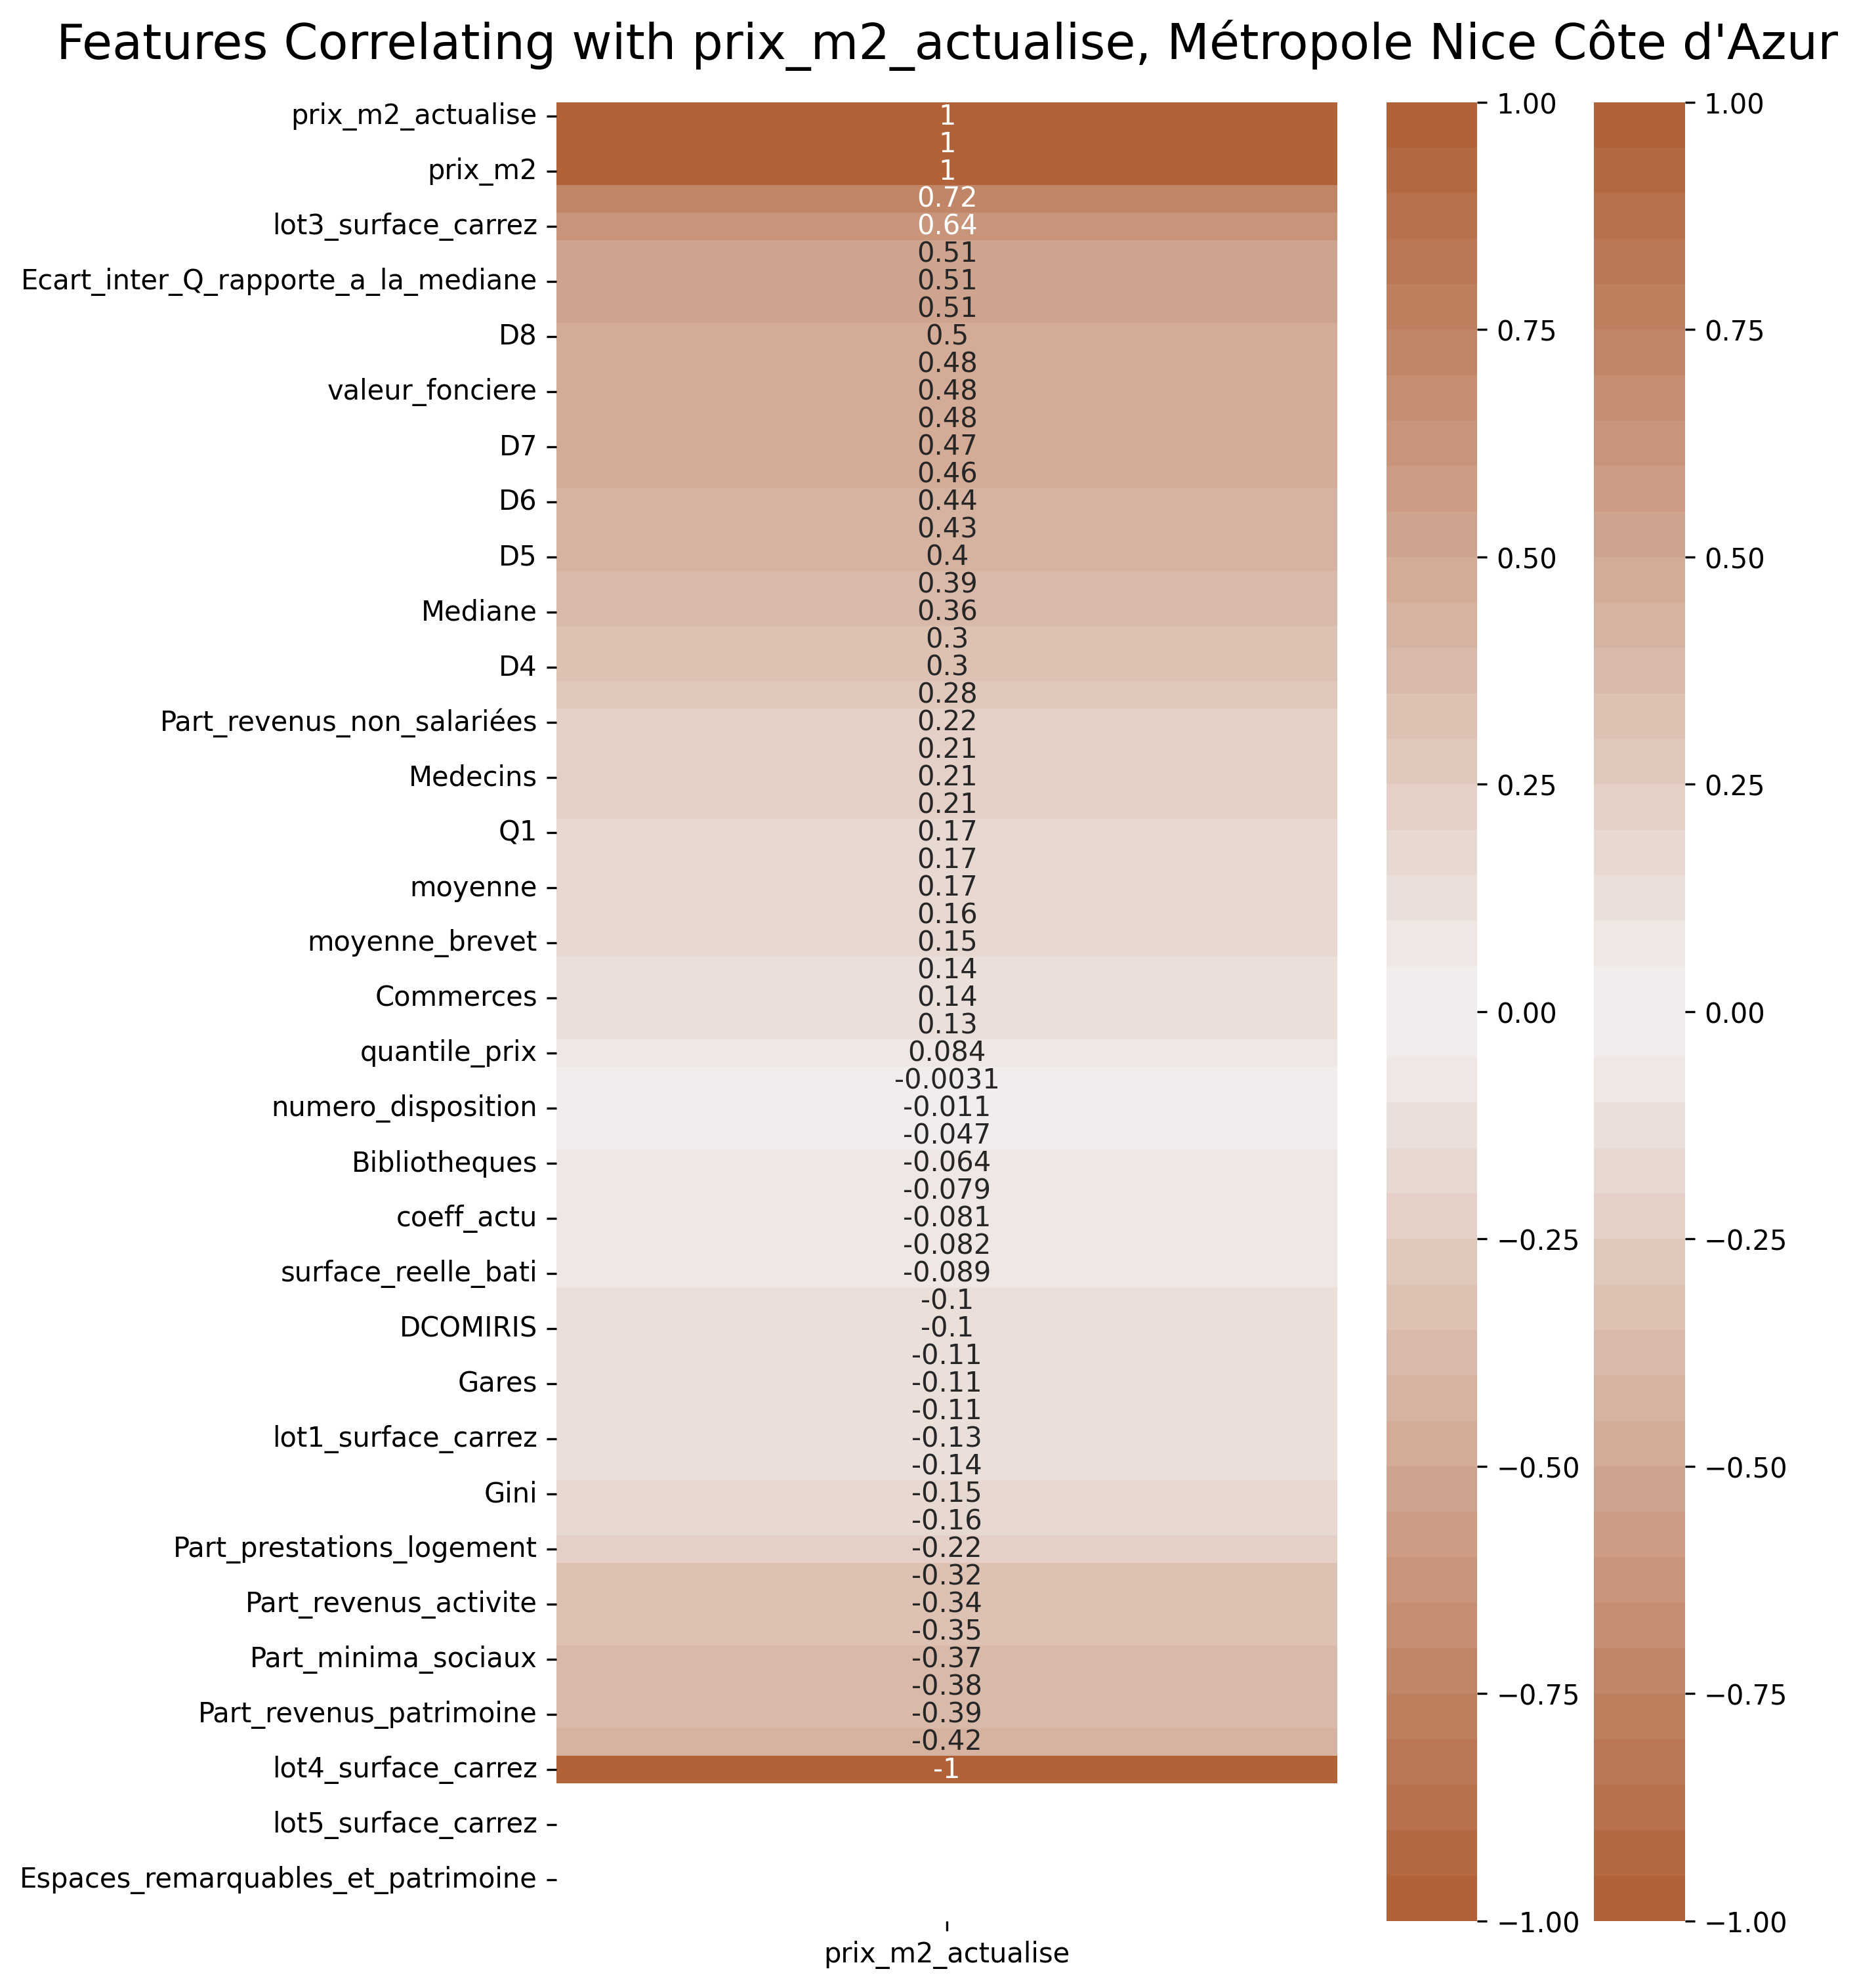 Features Correlating with prix_m2_actualise, Métropole Nice Côte d'Azur
prix_m2_actualise 1
1
prix_m2 1
0.72
lot3_surface_carrez 0.64
0.51
Ecart_inter_Q_rapporte_a_la_mediane 0.51
0.51
D8 0.5
0.48
valeur_fonciere 0.48
0.48
D7 0.47
0.46
D6 0.44
0.43
D5 0.4
0.39
Mediane 0.36
0.3
D4 0.3
0.28
Part_revenus_non_salariées 0.22
0.21
Medecins 0.21
0.21
Q1 0.17
0.17
moyenne 0.17
0.16
moyenne_brevet 0.15
0.14
Commerces 0.14
0.13
quantile_prix 0.084
-0.0031
numero_disposition -0.011
-0.047
Bibliotheques -0.064
-0.079
coeff_actu -0.081
-0.082
surface_reelle_bati -0.089
-0.1
DCOMIRIS -0.1
-0.11
Gares -0.11
-0.11
lot1_surface_carrez -0.13
-0.14
Gini -0.15
-0.16
Part_prestations_logement -0.22
-0.32
Part_revenus_activite -0.34
-0.35
Part_minima_sociaux -0.37
-0.38
Part_revenus_patrimoine -0.39
-0.42
lot4_surface_carrez -1
lot5_surface_carrez
Espaces_remarquables_et_patrimoine
prix_m2_actualise
1.00
0.75
0.50
0.25
0.00
−0.25
−0.50
−0.75
−1.00
1.00
0.75
0.50
0.25
0.00
−0.25
−0.50
−0.75
−1.00